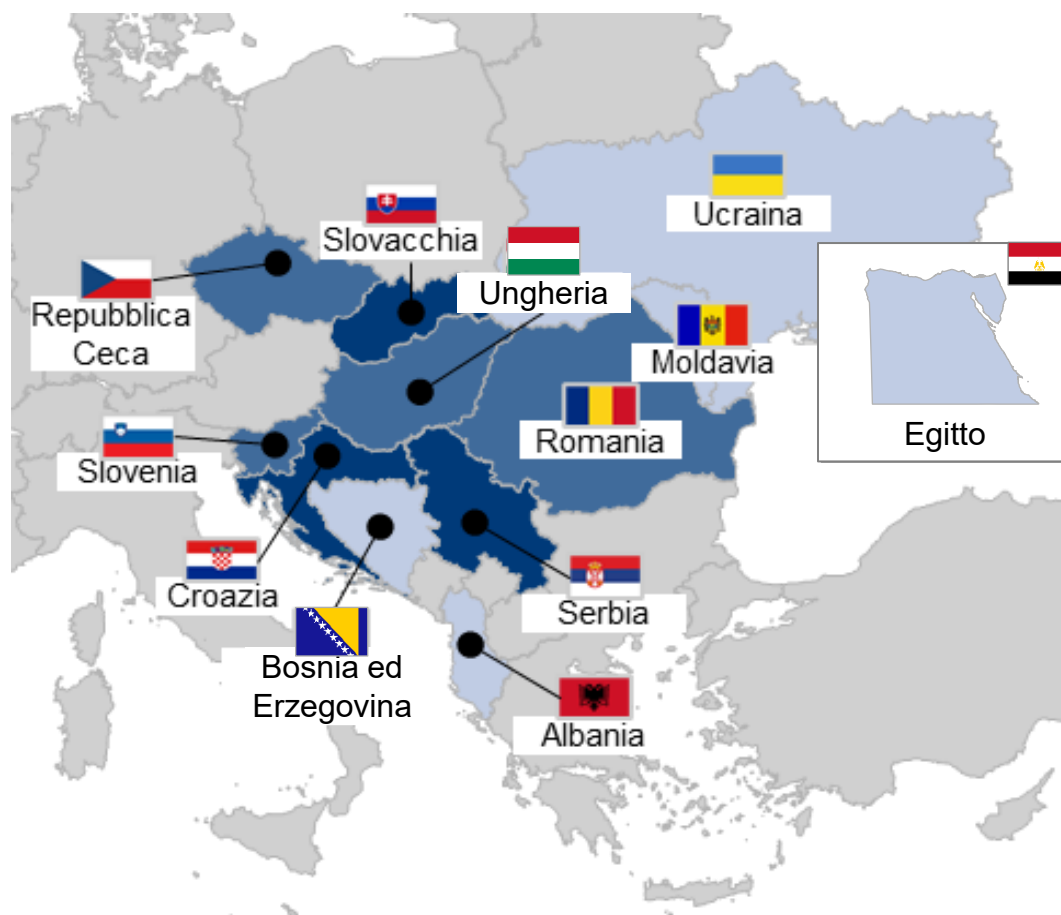 Ucraina
Slovacchia
Ungheria
Repubblica
Ceca
Moldavia
Romania
Egitto
Slovenia
Croazia
Serbia
Bosnia ed
Erzegovina
Albania